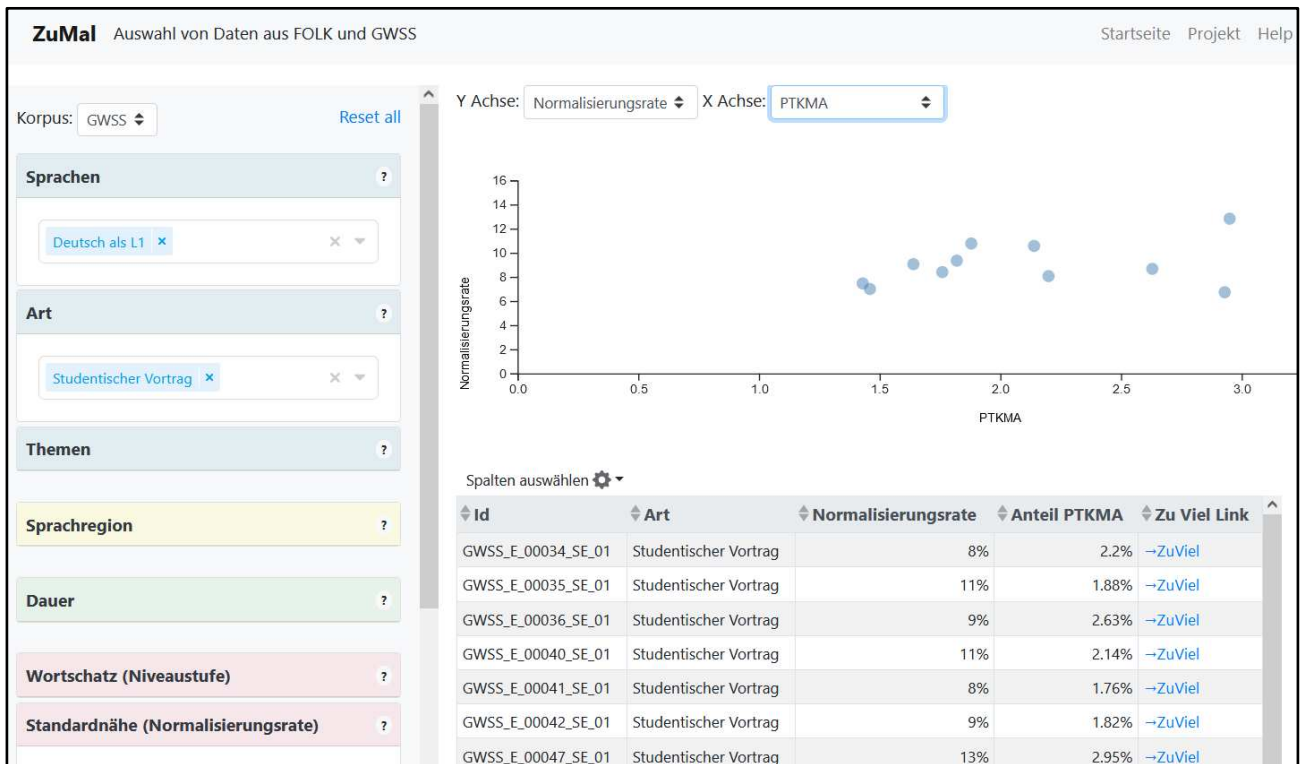 ZuMal Auswahl von Daten aus FOLK und GWSS
Startseite Projekt Help
Korpus: GWSS Reset all
Sprachen ?
Deutsch als L1 ×
Art ?
Studentischer Vortrag ×
Themen ?
Sprachregion ?
Dauer ?
Wortschatz (Niveaustufe) ?
Standardnähe (Normalisierungsrate) ?
Y Achse: Normalisierungsrate X Achse: PTKMA
Normalisierungsrate
16
14
12
10
8
6
4
2
0
0.0 0.5 1.0 1.5 2.0 2.5 3.0
PTKMA
Spalten auswählen
Id Art Normalisierungsrate Anteil PTKMA Zu Viel Link
GWSS_E_00034_SE_01 Studentischer Vortrag 8% 2.2% →ZuViel
GWSS_E_00035_SE_01 Studentischer Vortrag 11% 1.88% →ZuViel
GWSS_E_00036_SE_01 Studentischer Vortrag 9% 2.63% →ZuViel
GWSS_E_00040_SE_01 Studentischer Vortrag 11% 2.14% →ZuViel
GWSS_E_00041_SE_01 Studentischer Vortrag 8% 1.76% →ZuViel
GWSS_E_00042_SE_01 Studentischer Vortrag 9% 1.82% →ZuViel
GWSS_E_00047_SE_01 Studentischer Vortrag 13% 2.95% →ZuViel